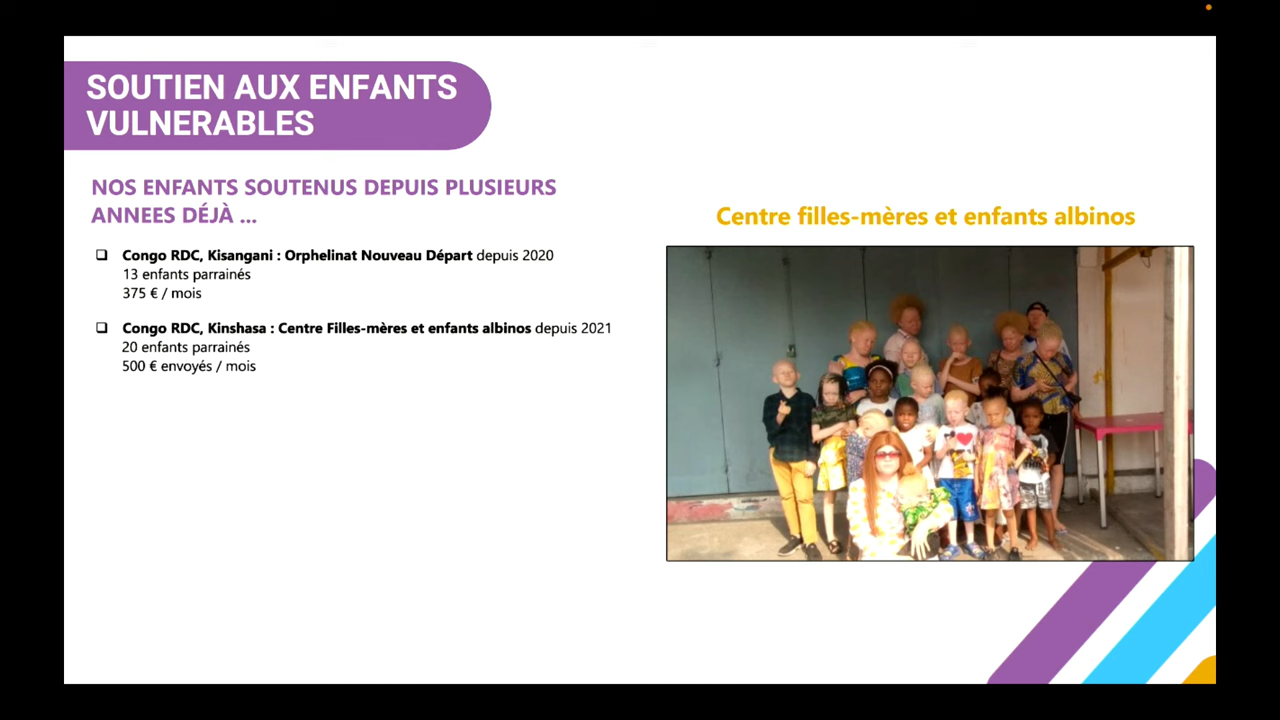 SOUTIEN AUX ENFANTS
VULNERABLES
NOS ENFANTS SOUTENUS DEPUIS PLUSIEURS
ANNEES DÉJÀ ...
Centre filles-mères et enfants albinos
Congo RDC, Kisangani : Orphelinat Nouveau Départ depuis 2020
13 enfants parrainés
375 € / mois
Congo RDC, Kinshasa : Centre Filles-mères et enfants albinos depuis 2021
20 enfants parrainés
500 € envoyés / mois